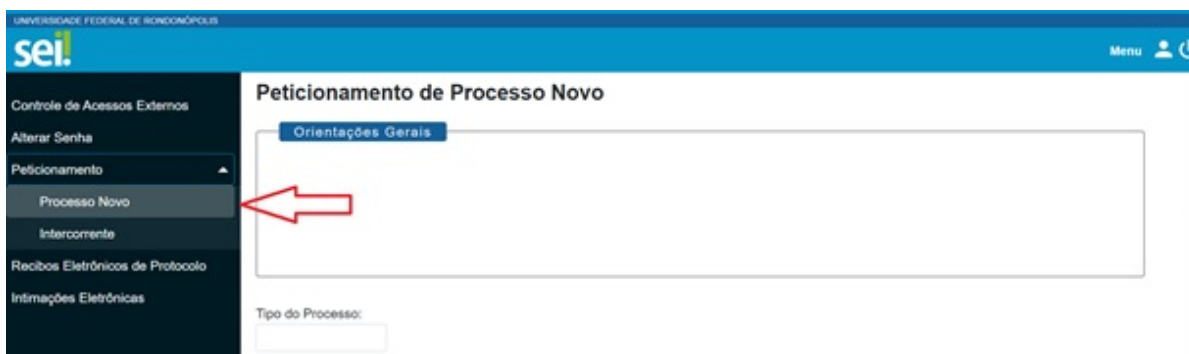 UNIVERSIDADE FEDERAL DE RONDONÓPOLIS
sei!
Menu
Controle de Acessos Externos
Alterar Senha
Peticionamento
Processo Novo
Intercorrente
Recibos Eletrônicos de Protocolo
Intimações Eletrônicas
Peticionamento de Processo Novo
Orientações Gerais
Tipo do Processo: